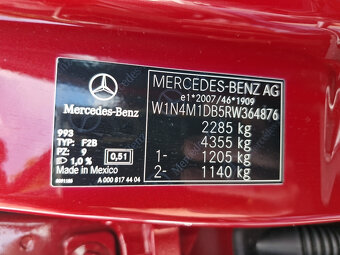 Mercedes-Benz
993
TYP: F2B
PZ: 9
1,0 % 0,51
Made in Mexico
A 000 817 44 04
MERCEDES-BENZ AG
e1*2007/46*1909
W1N4M1DB5RW364876
2285 kg
4355 kg
1- 1205 kg
2- 1140 kg